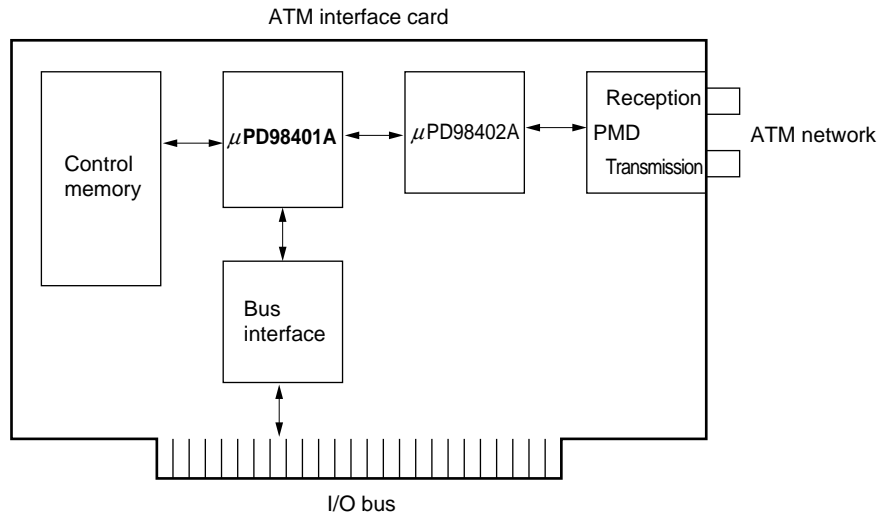 ATM interface card
Control
memory
μPD98401A
μPD98402A
Reception
PMD
Transmission
ATM network
Bus
interface
I/O bus